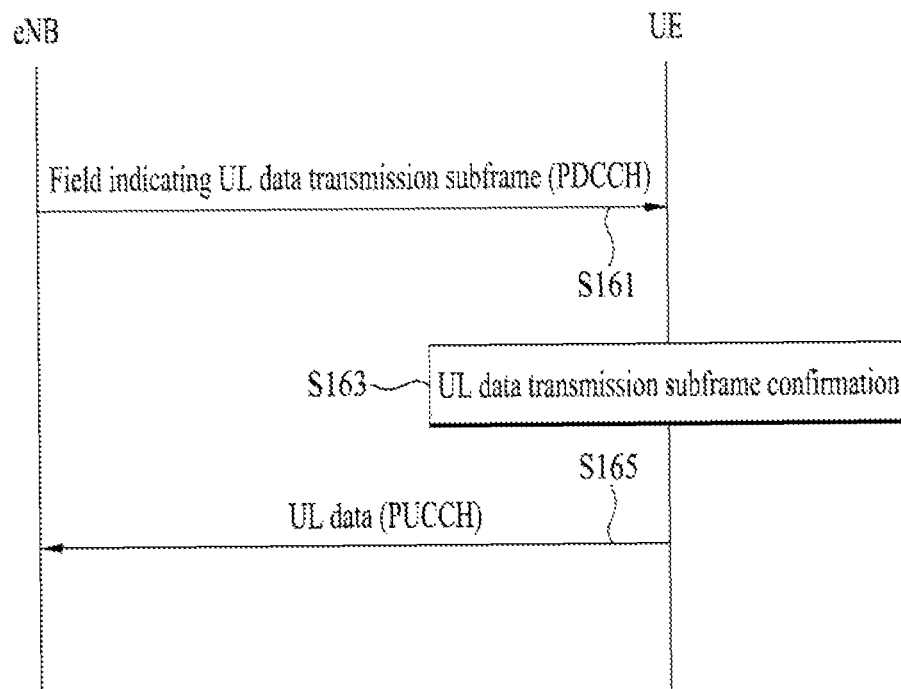 eNB
UE
Field indicating UL data transmission subframe (PDCCH)
S161
S163
UL data transmission subframe confirmation
S165
UL data (PUCCH)